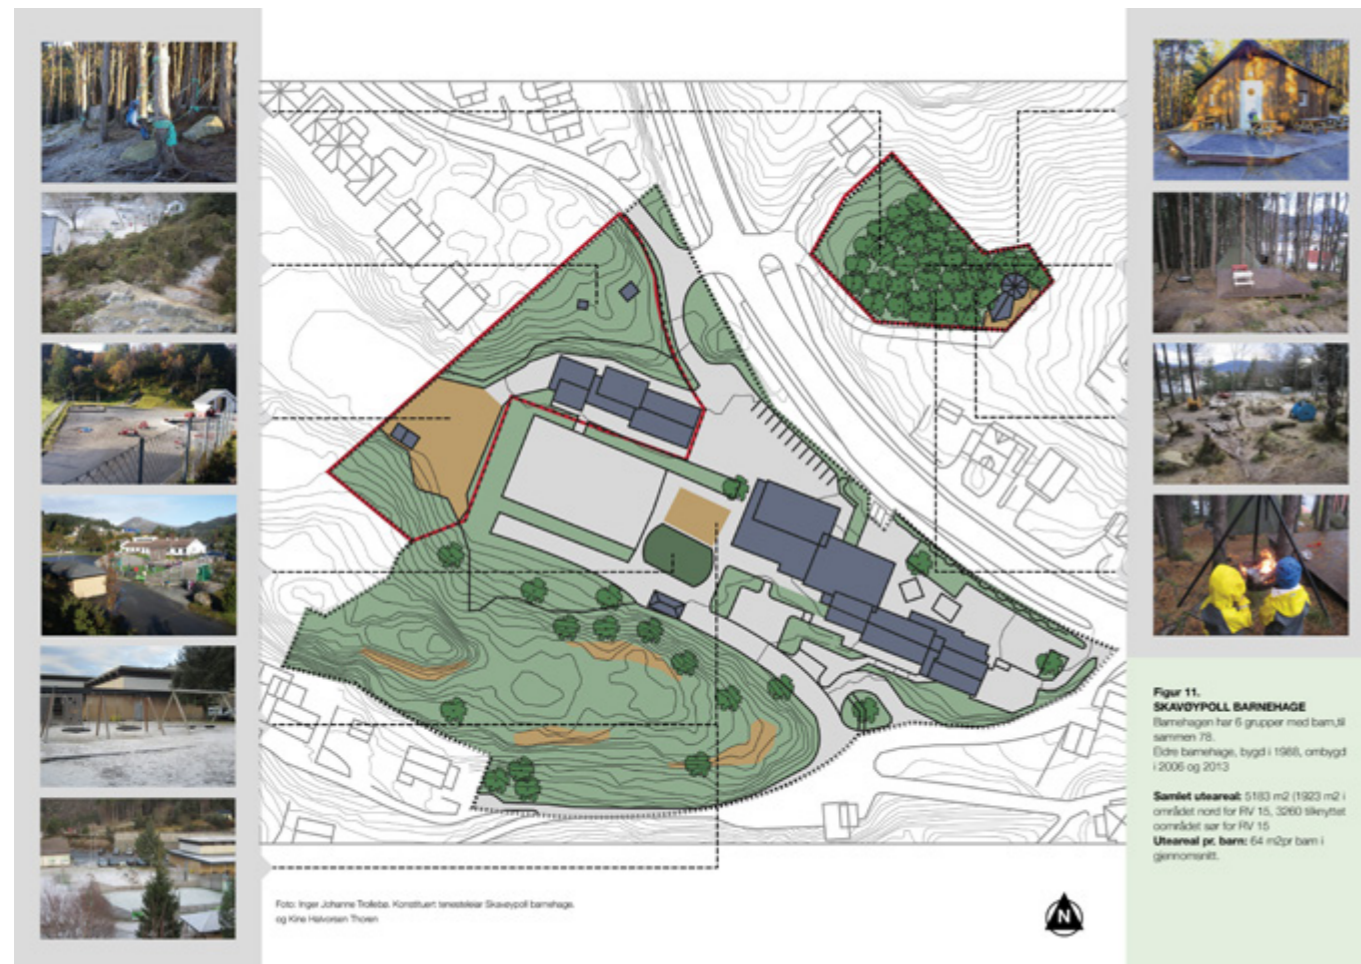 Figur 11.
SKAVØYPOLL BARNEHAGE
Barnehagen har 6 grupper med barn,til
sammen 78.
Eldre barnehage, bygd i 1988, ombygd
i 2006 og 2013
Samlet uteareal: 5183 m2 (1923 m2 i
området nord for RV 15, 3260 tilknyttet
oområdet sør for RV 15
Uteareal pr. barn: 64 m2pr barn i
gjennomsnitt.
Foto: Inger Johanne Trollebø. Konstituert tenesteleiar Skavøypoll barnehage.
og Kine Halvorsen Thoren
N